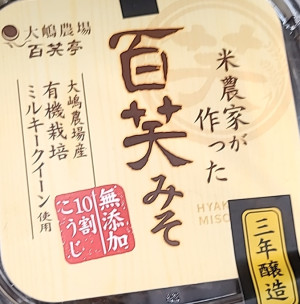 大嶋農場
百笑亭
米農家が
作った
百笑みそ
大嶋農場産
有機栽培
ミルキークイーン使用
無添加
10割
こうじ
HYAK
MISO
三年醸造